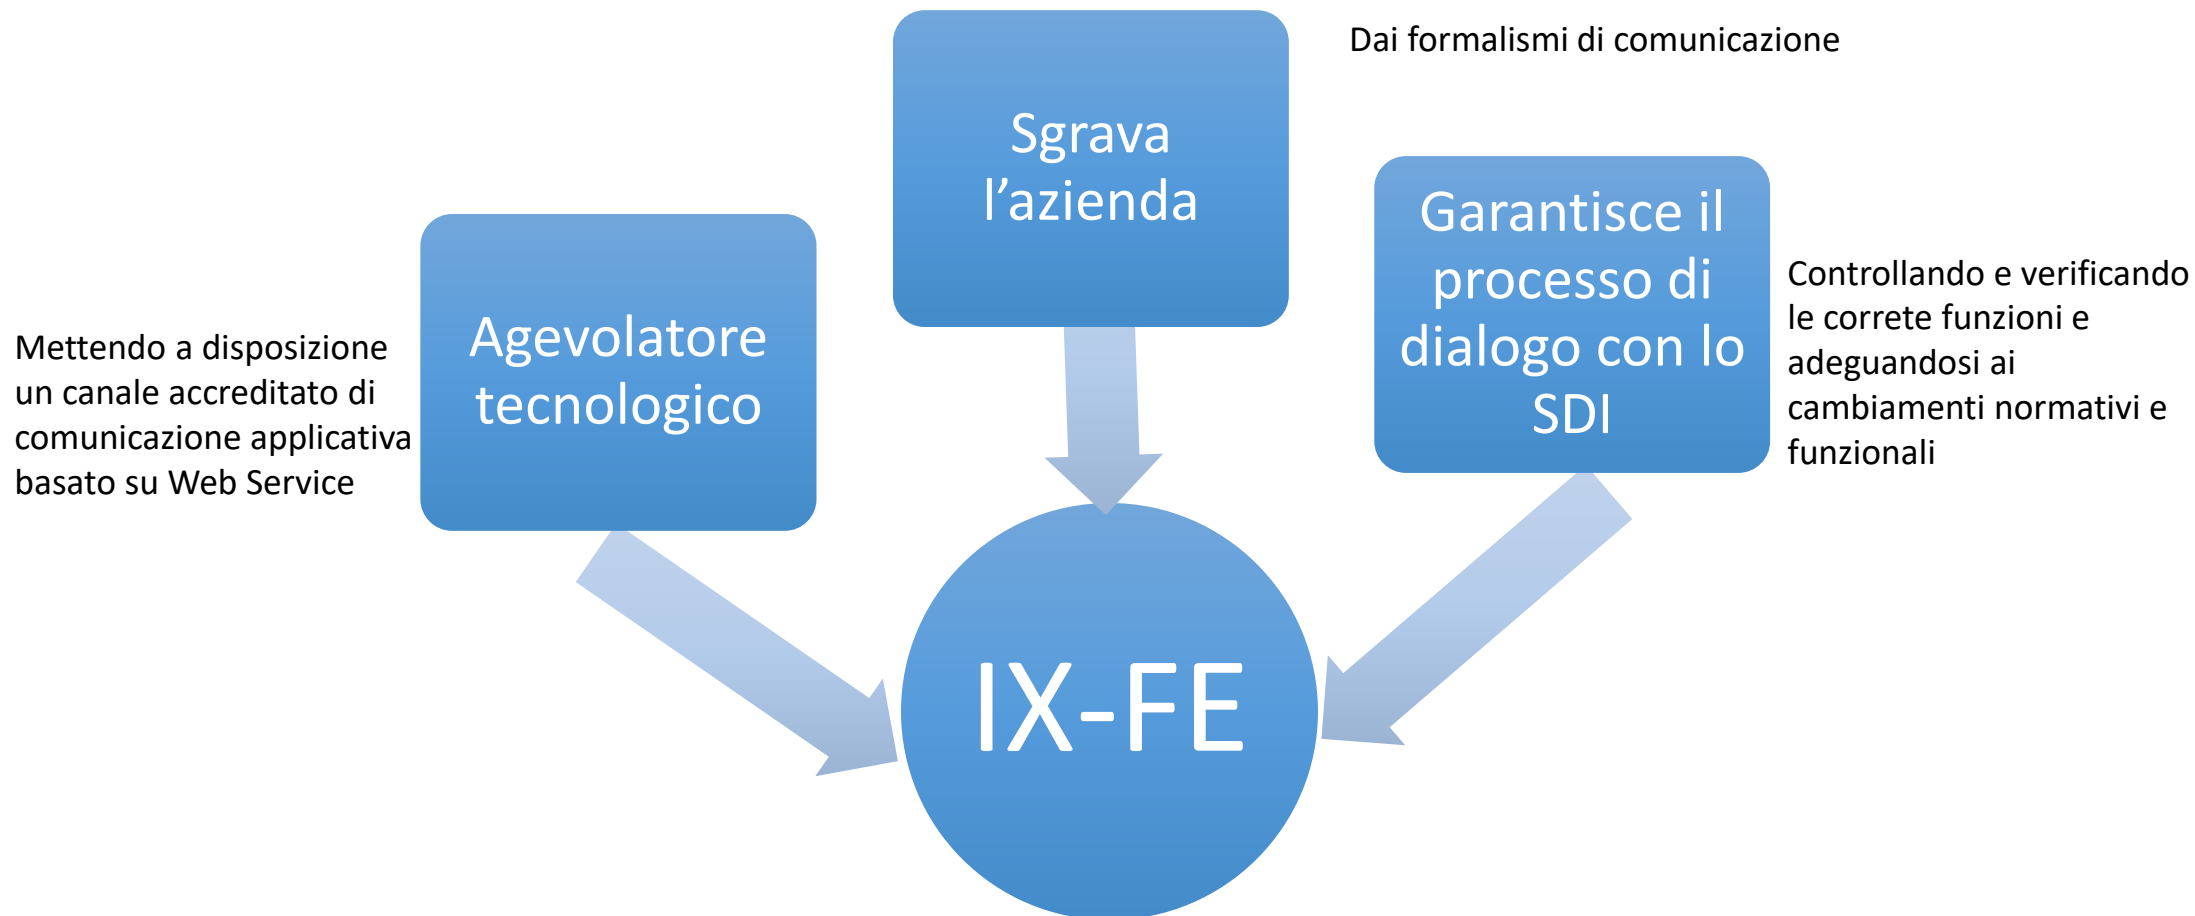 Mettendo a disposizione
un canale accreditato di
comunicazione applicativa
basato su Web Service
Agevolatore
tecnologico
Sgrava
l’azienda
Dai formalismi di comunicazione
Garantisce il
processo di
dialogo con lo
SDI
Controllando e verificando
le correte funzioni e
adeguandosi ai
cambiamenti normativi e
funzionali
IX-FE